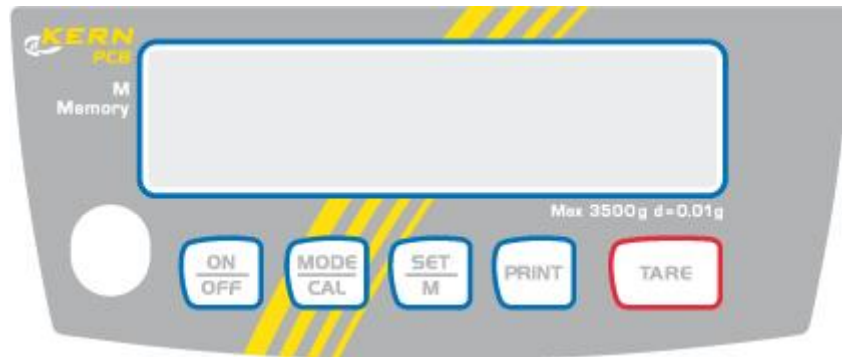 KERN
PCB
M
Memory
Max 3500g d=0.01g
ON
OFF
MODE
CAL
SET
M
PRINT
TARE